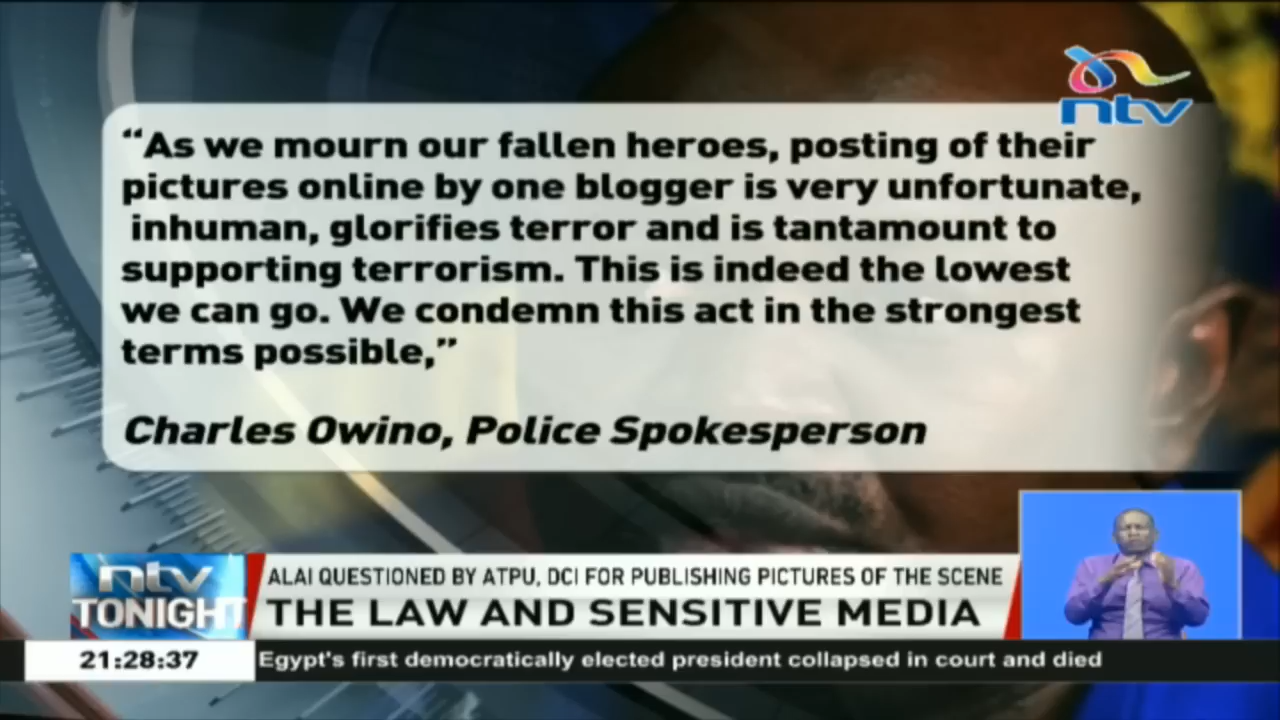 ntv
“As we mourn our fallen heroes, posting of their
pictures online by one blogger is very unfortunate,
inhuman, glorifies terror and is tantamount to
supporting terrorism. This is indeed the lowest
we can go. We condemn this act in the strongest
terms possible,”
Charles Owino, Police Spokesperson
ntv
TONIGHT
ALAI QUESTIONED BY ATPU, DCI FOR PUBLISHING PICTURES OF THE SCENE
THE LAW AND SENSITIVE MEDIA
21:28:37
Egypt's first democratically elected president collapsed in court and died